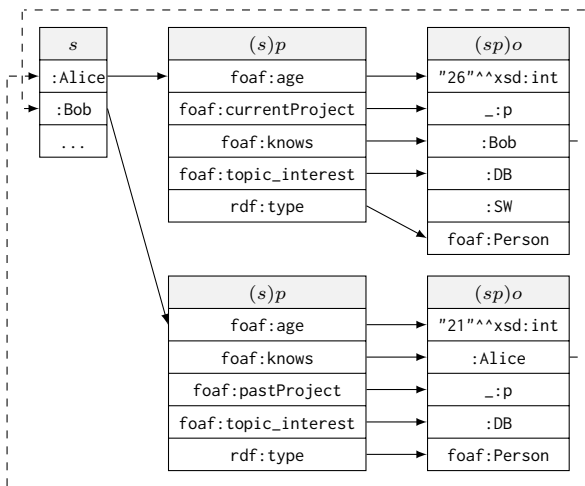 s (s)p (sp)o
:Alice foaf:age "26"^^xsd:int
:Bob foaf:currentProject _:p
... foaf:knows :Bob
foaf:topic_interest :DB
rdf:type :SW
foaf:Person
(s)p (sp)o
foaf:age "21"^^xsd:int
foaf:knows :Alice
foaf:pastProject _:p
foaf:topic_interest :DB
rdf:type foaf:Person